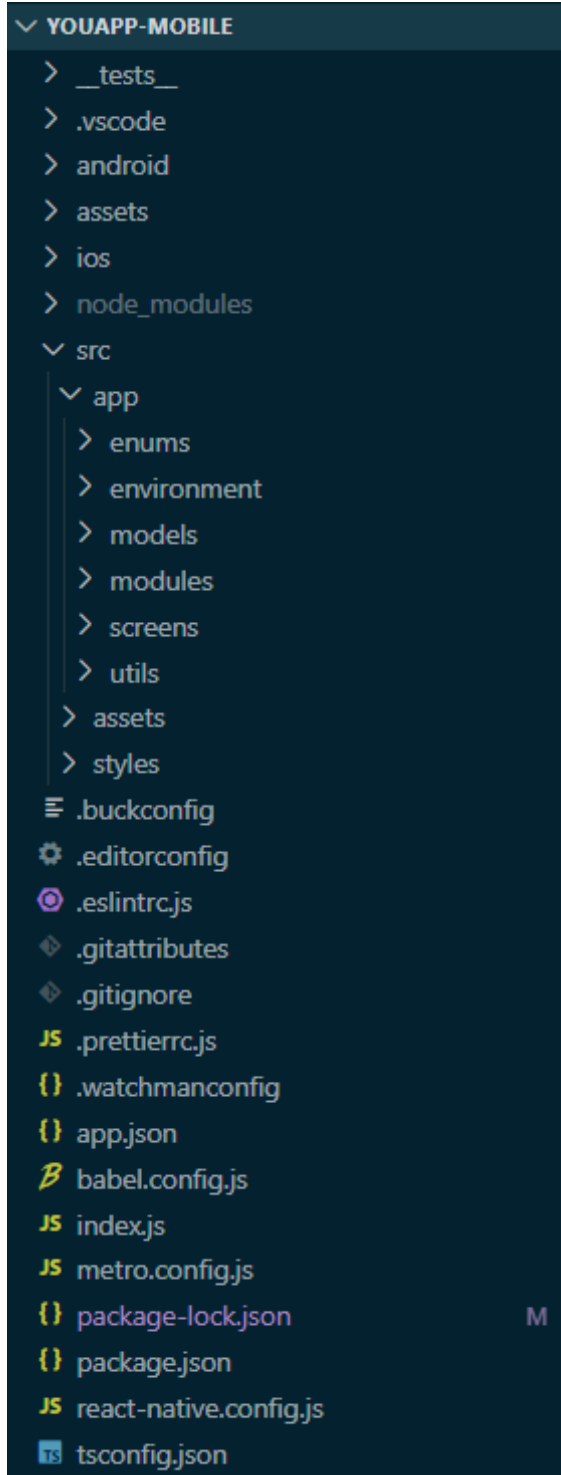 YOUAPP-MOBILE
__tests__
.vscode
android
assets
ios
node_modules
src
app
enums
environment
models
modules
screens
utils
assets
styles
.buckconfig
.editorconfig
.eslintrc.js
.gitattributes
.gitignore
JS .prettierrc.js
{} .watchmanconfig
{} app.json
B babel.config.js
JS index.js
JS metro.config.js
{} package-lock.json M
{} package.json
JS react-native.config.js
TS tsconfig.json